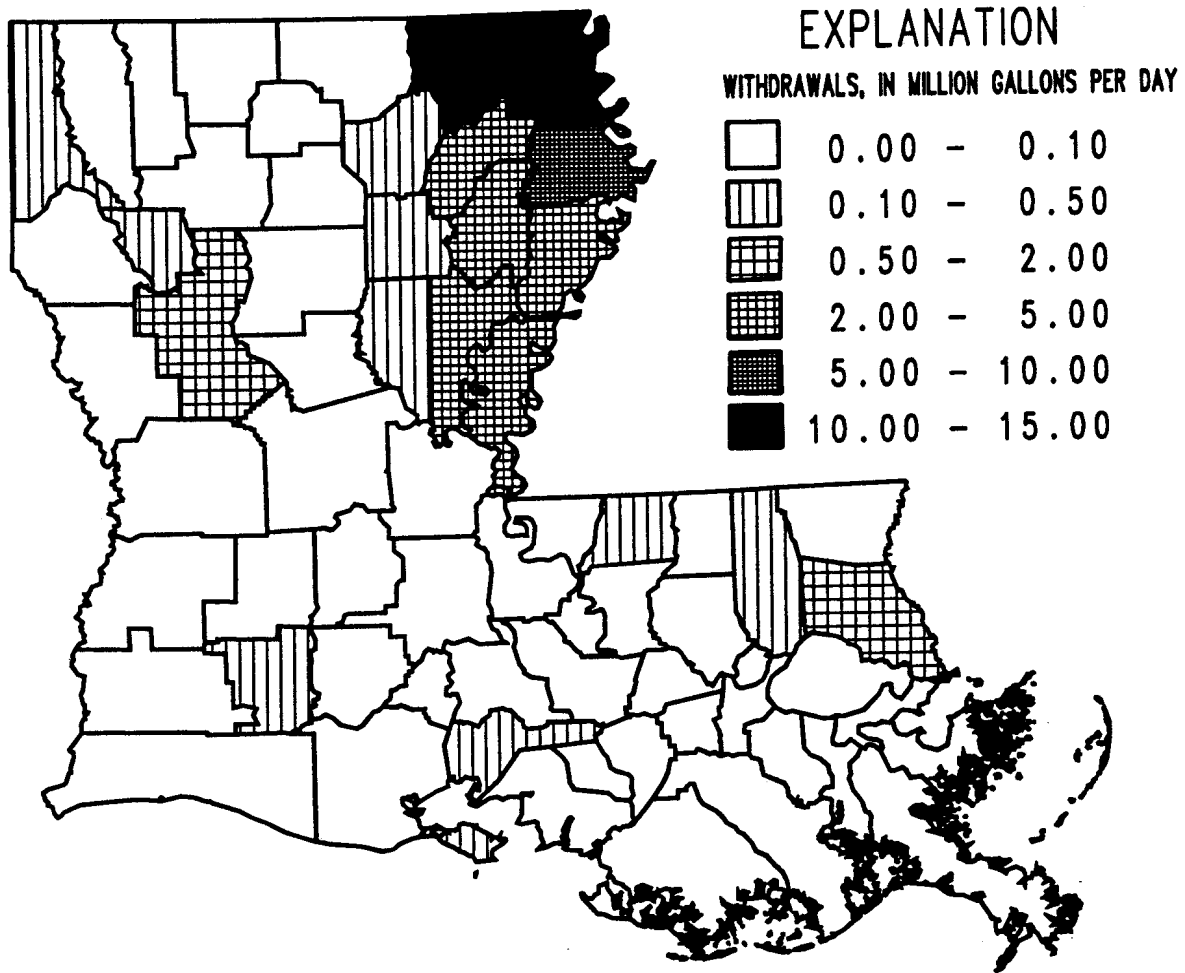 EXPLANATION
WITHDRAWALS, IN MILLION GALLONS PER DAY
0.00 - 0.10
0.10 - 0.50
0.50 - 2.00
2.00 - 5.00
5.00 - 10.00
10.00 - 15.00